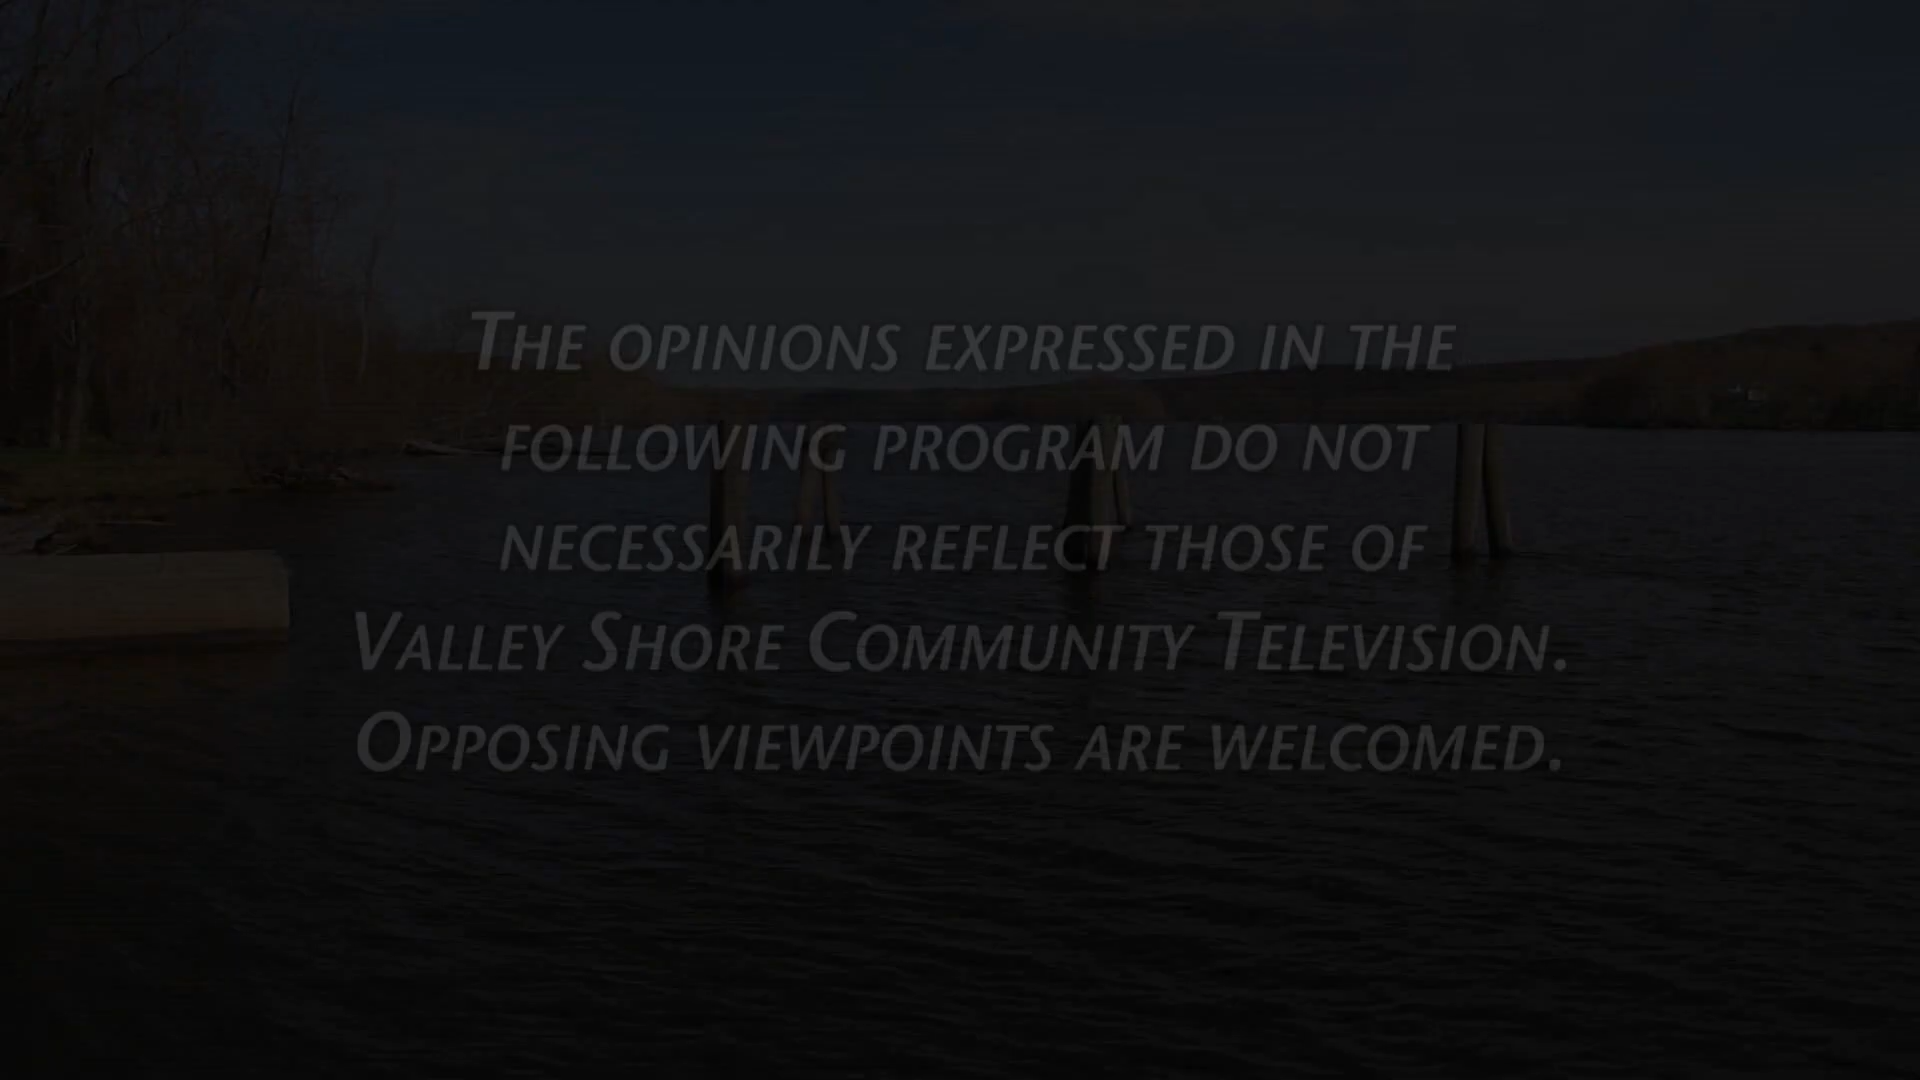 The opinions expressed in the
following program do not
necessarily reflect those of
Valley Shore Community Television.
Opposing viewpoints are welcomed.